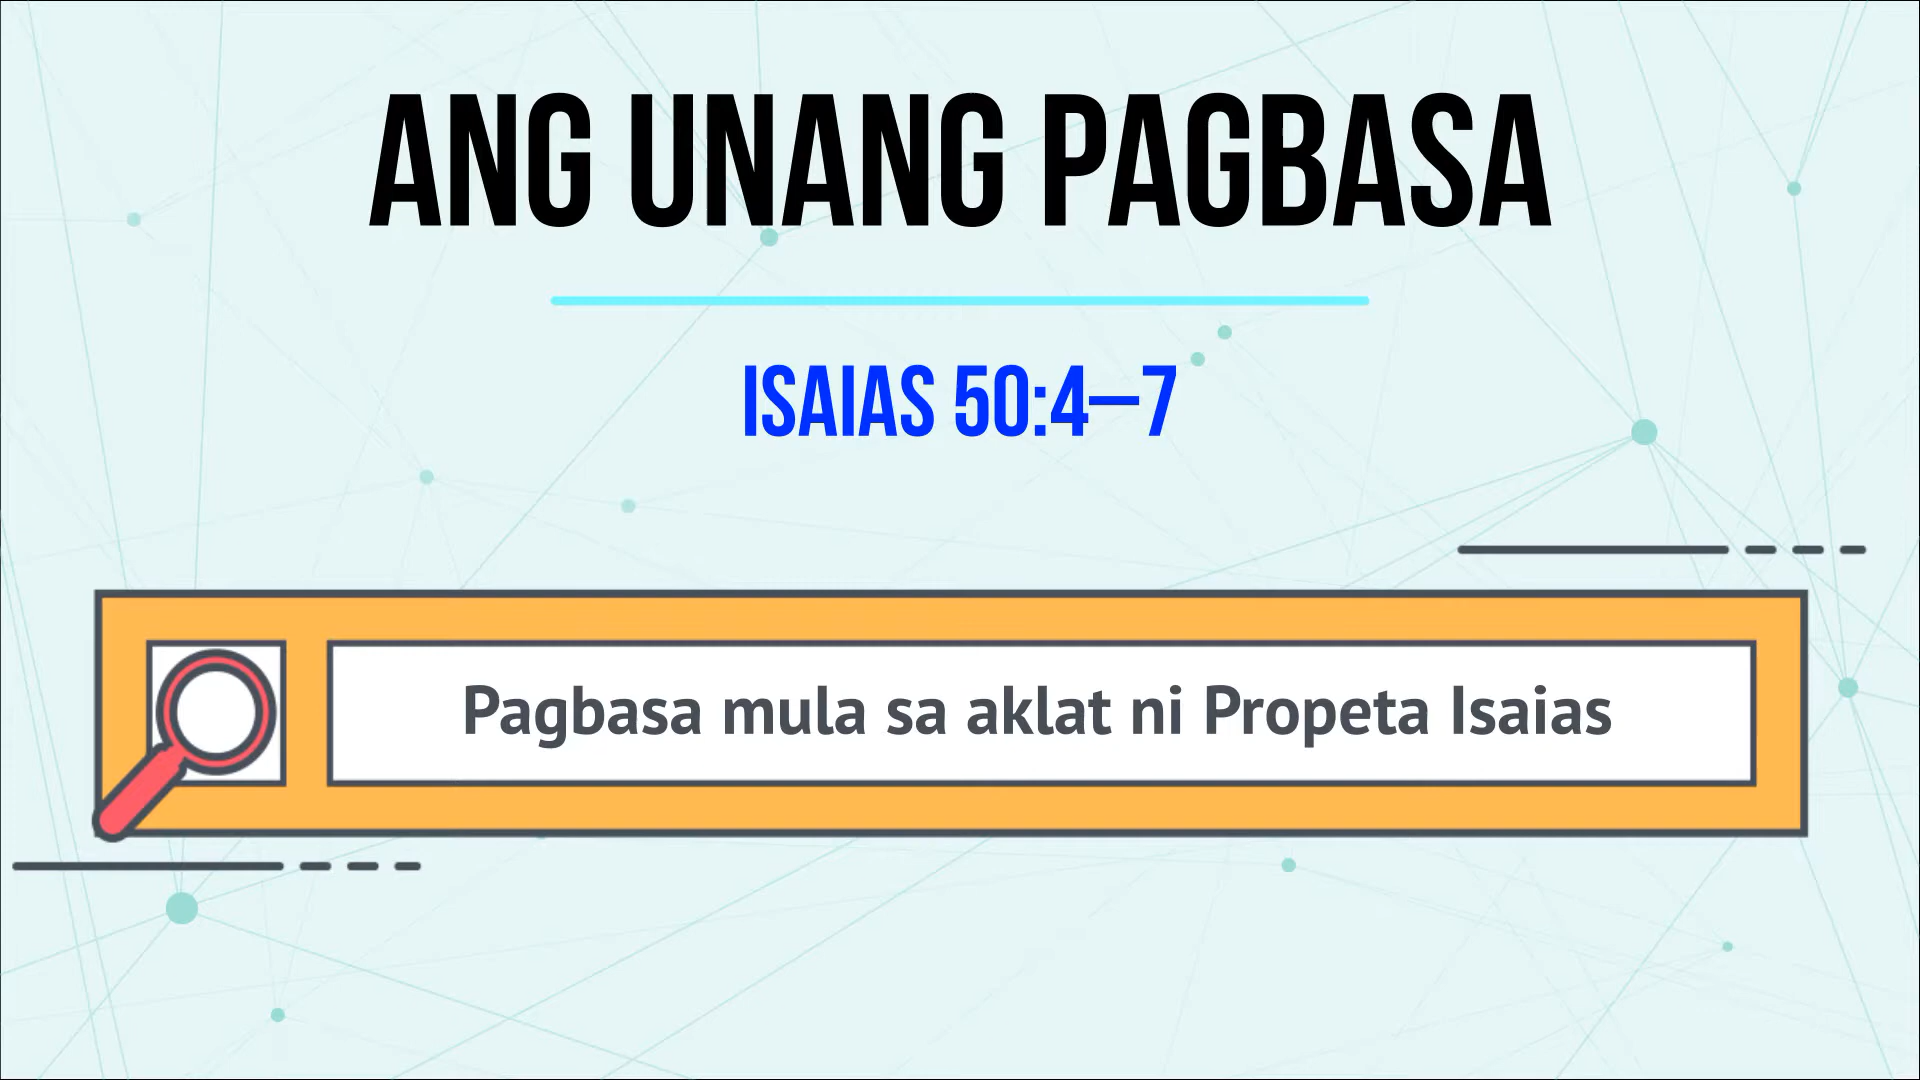 ANG UNANG PAGBASA
ISAIAS 50:4–7
Pagbasa mula sa aklat ni Propeta Isaias